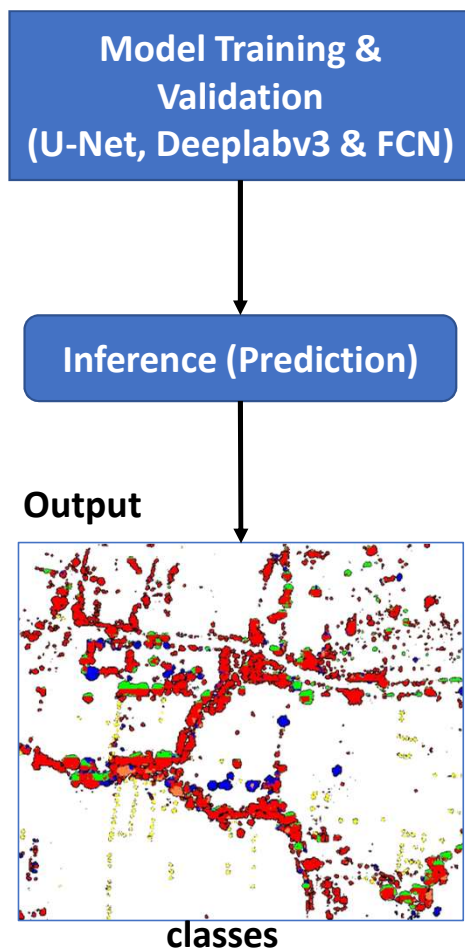 Model Training &
Validation
(U-Net, Deeplabv3 & FCN)
Inference (Prediction)
Output
classes